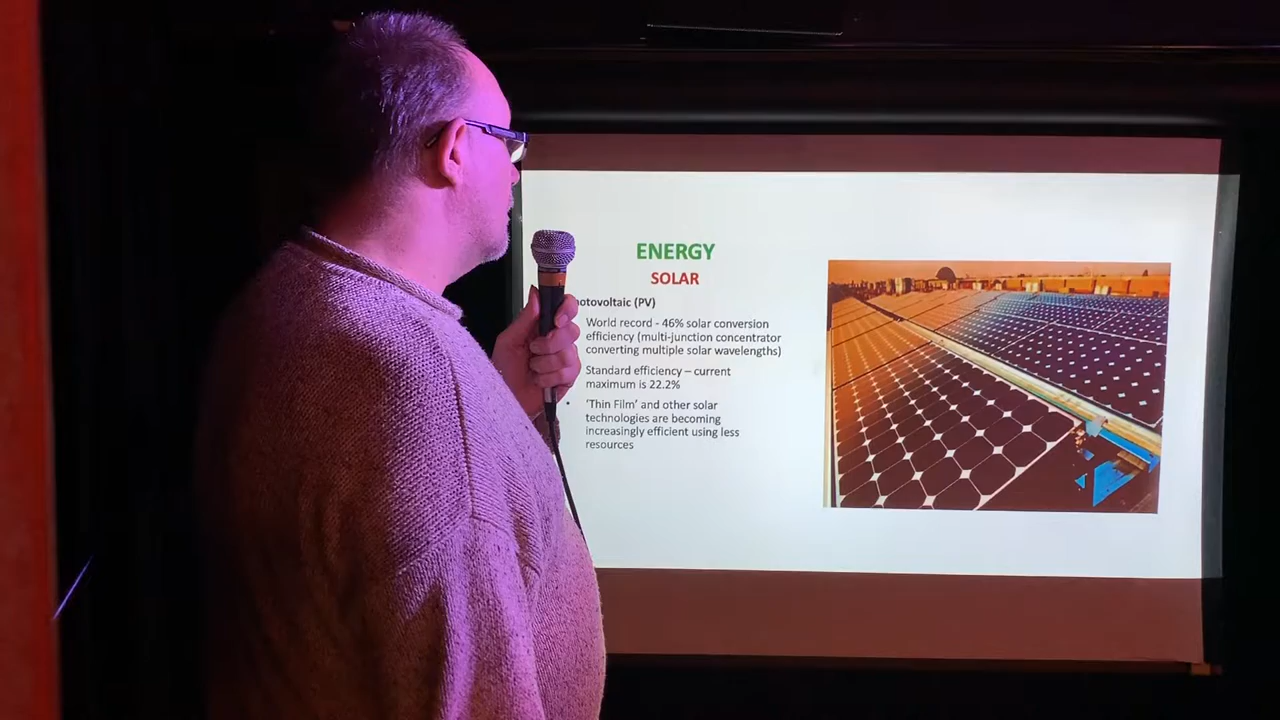 ENERGY
SOLAR
otovoltaic (PV)
World record - 46% solar conversion
efficiency (multi-junction concentrator
converting multiple solar wavelengths)
Standard efficiency – current
maximum is 22.2%
• 'Thin Film' and other solar
technologies are becoming
increasingly efficient using less
resources